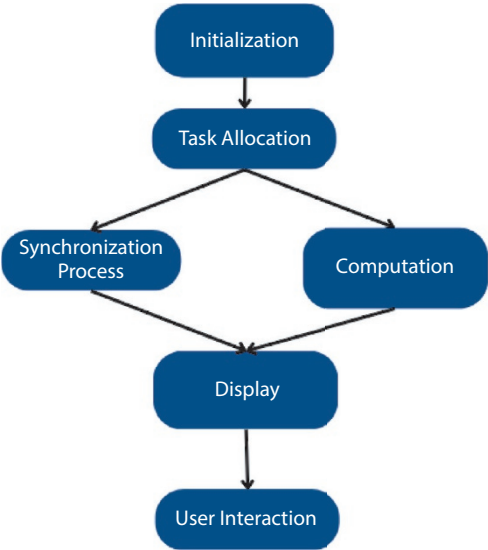 Initialization
Task Allocation
Synchronization
Process
Computation
Display
User Interaction